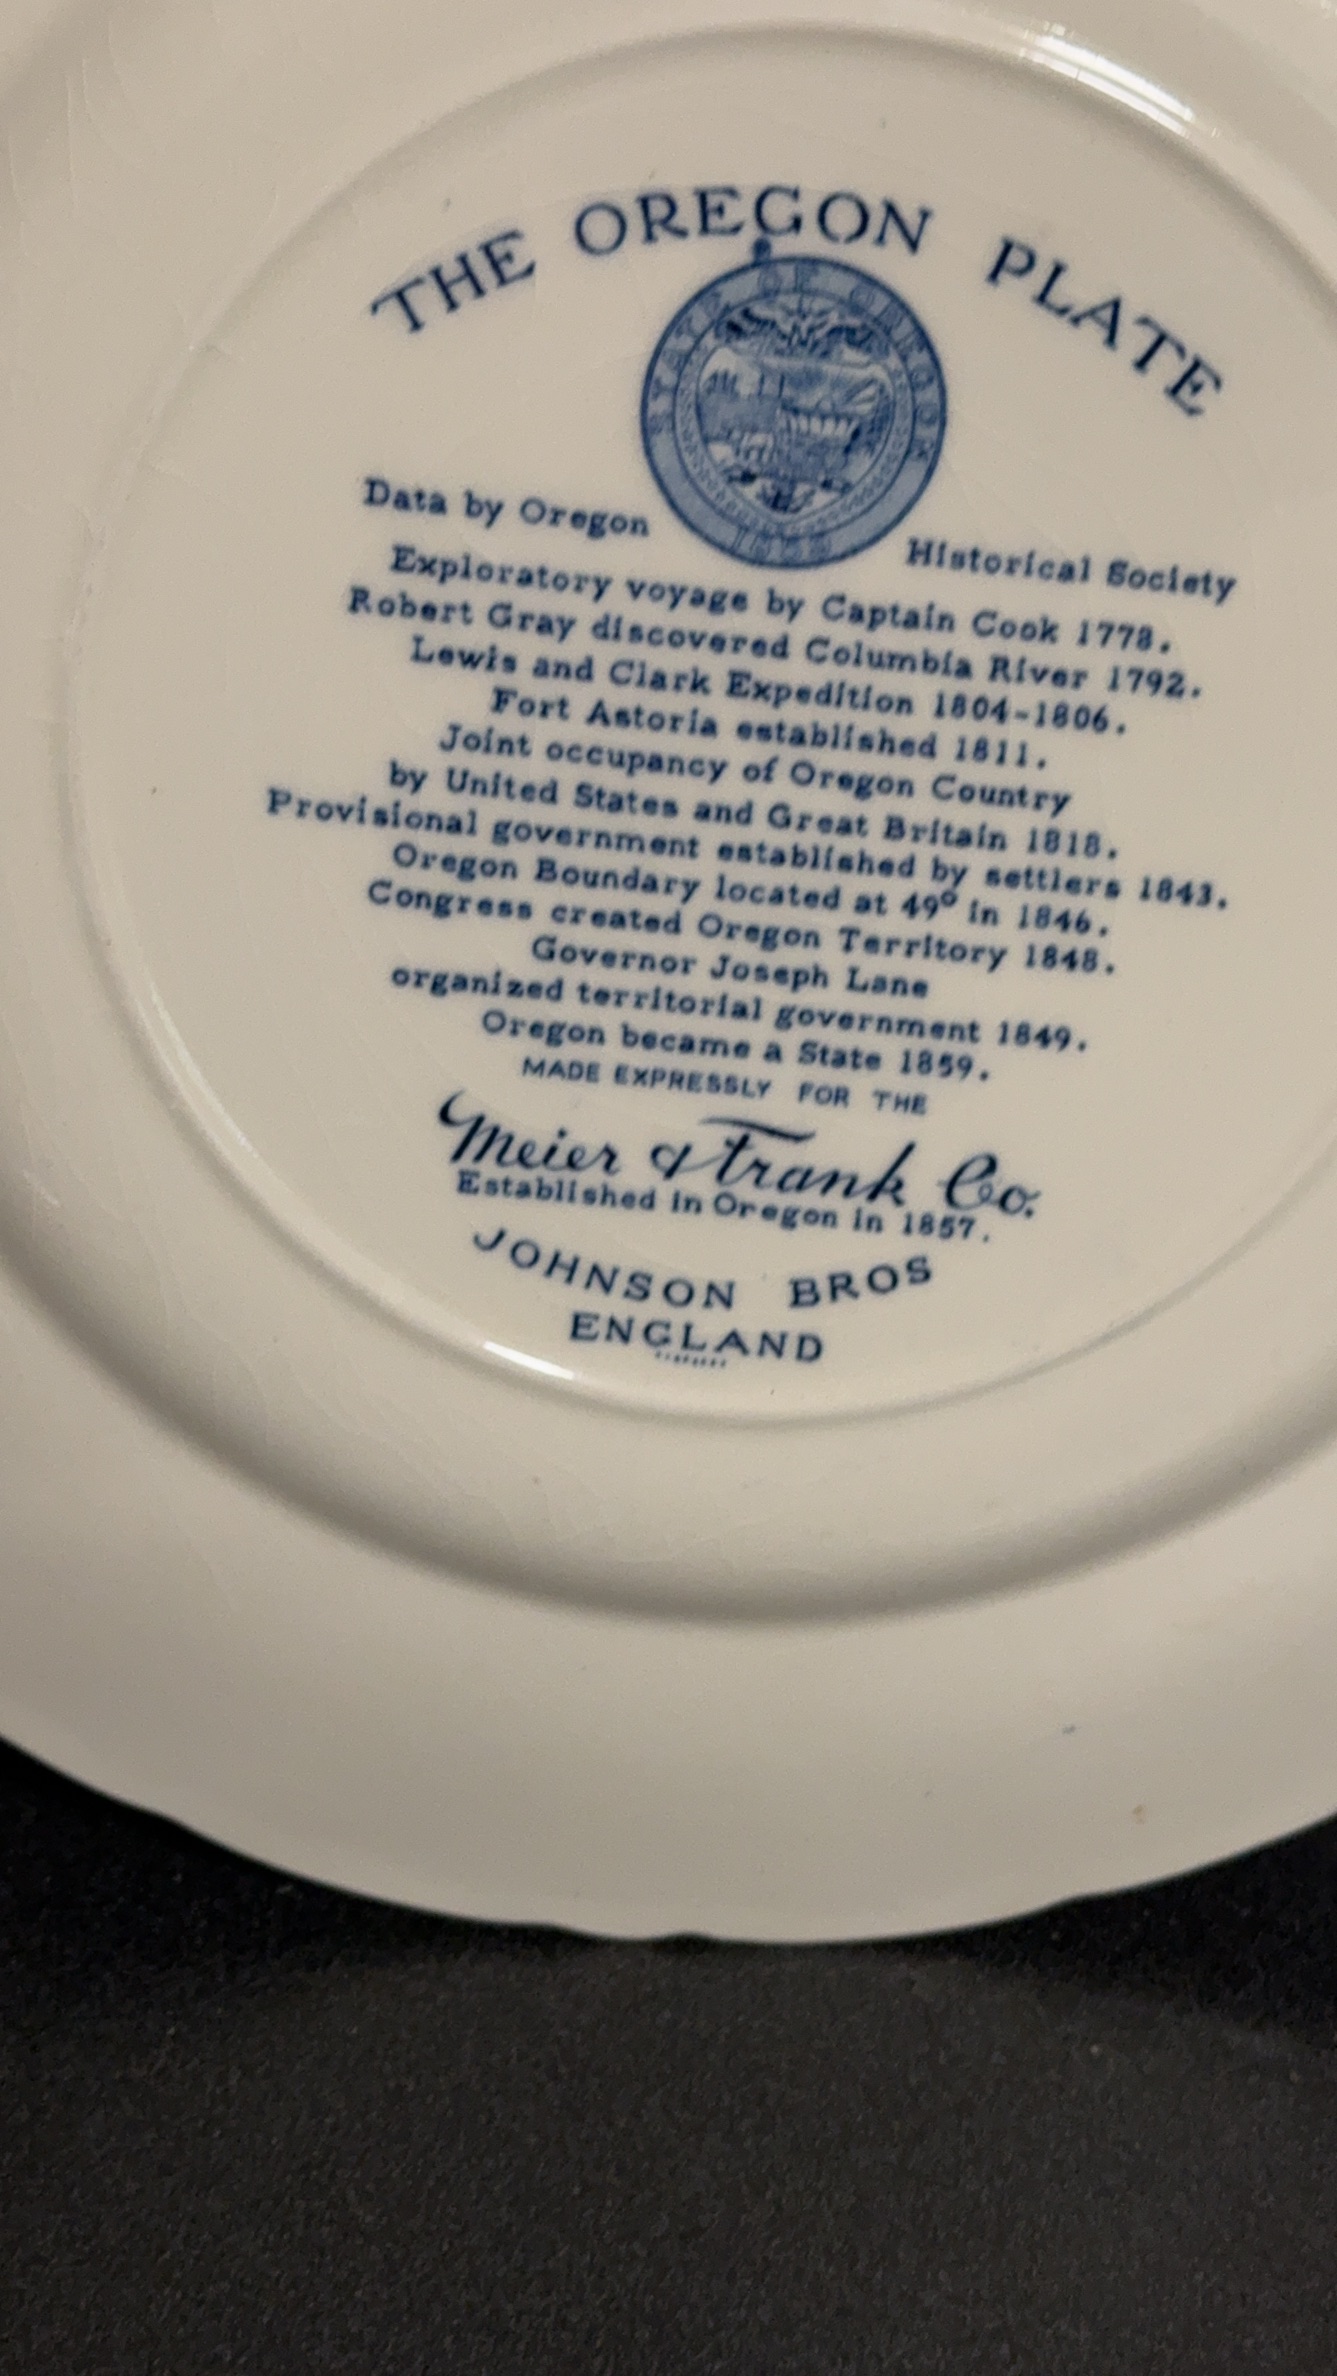 THE OREGON PLATE
STATE OF OREGON
1859
Data by Oregon Historical Society
Exploratory voyage by Captain Cook 1778.
Robert Gray discovered Columbia River 1792.
Lewis and Clark Expedition 1804-1806.
Fort Astoria established 1811.
Joint occupancy of Oregon Country
by United States and Great Britain 1818.
Provisional government established by settlers 1843.
Oregon Boundary located at 49° in 1846.
Congress created Oregon Territory 1848.
Governor Joseph Lane
organized territorial government 1849.
Oregon became a State 1859.
MADE EXPRESSLY FOR THE
Meier & Frank Co.
Established in Oregon in 1857.
JOHNSON BROS
ENGLAND